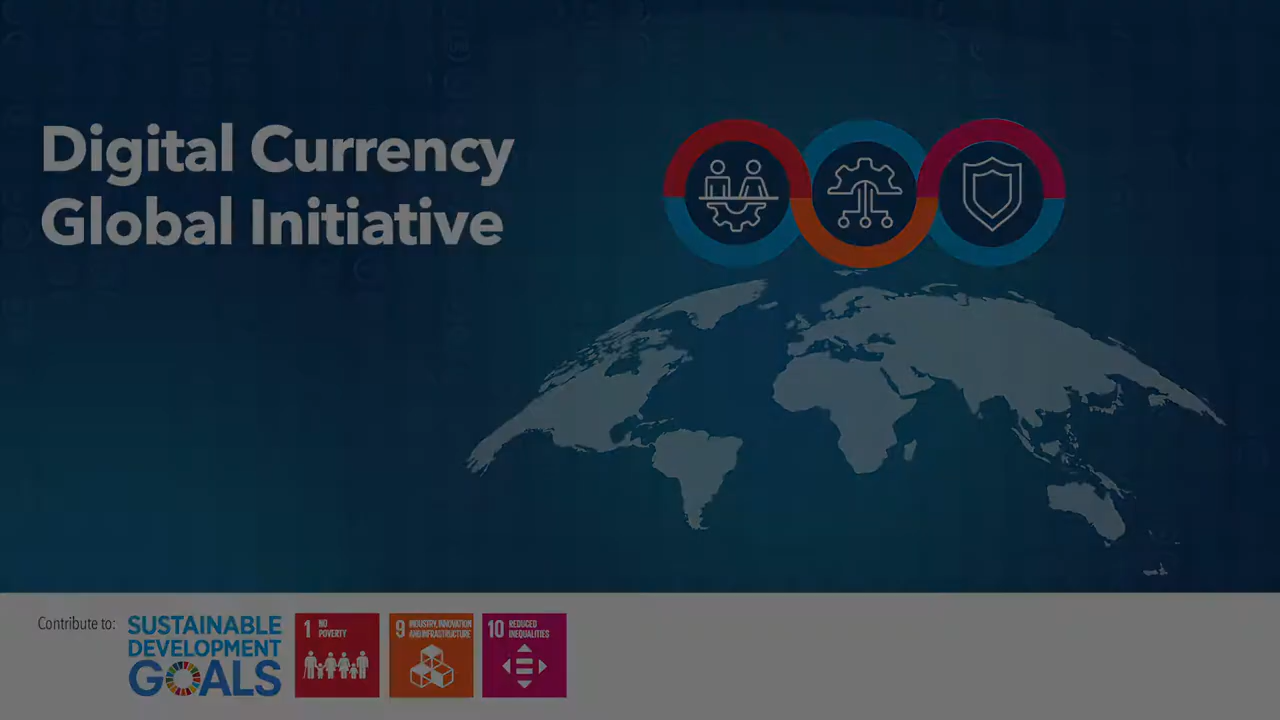 Digital Currency
Global Initiative
Contribute to:
SUSTAINABLE
DEVELOPMENT
GOALS
1 NO
POVERTY
9 INDUSTRY, INNOVATION
AND INFRASTRUCTURE
10 REDUCED
INEQUALITIES